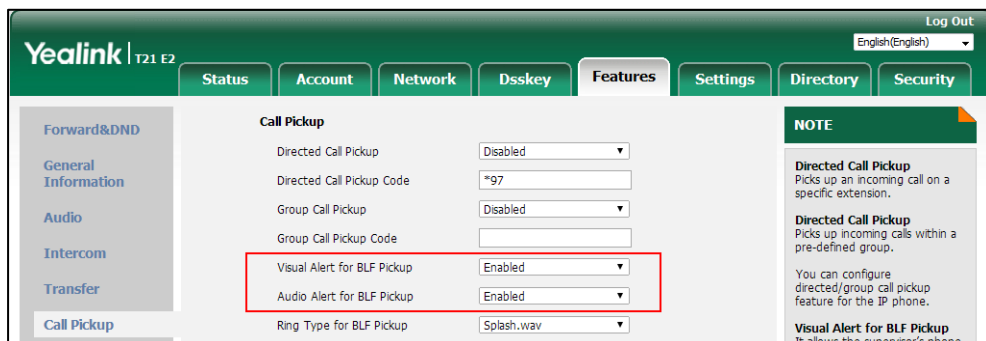 Log Out
Yealink | T21 E2
English(English)
Status
Account
Network
Dsskey
Features
Settings
Directory
Security
Forward&DND
General
Information
Audio
Intercom
Transfer
Call Pickup
Call Pickup
Directed Call Pickup Disabled
Directed Call Pickup Code *97
Group Call Pickup Disabled
Group Call Pickup Code
Visual Alert for BLF Pickup Enabled
Audio Alert for BLF Pickup Enabled
Ring Type for BLF Pickup Splash.wav
NOTE
Directed Call Pickup
Picks up an incoming call on a
specific extension.
Directed Call Pickup
Picks up incoming calls within a
pre-defined group.
You can configure
directed/group call pickup
feature for the IP phone.
Visual Alert for BLF Pickup
It allows the supervisor's phone